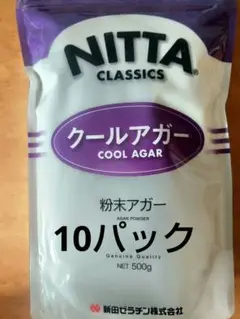 NITTA
CLASSICS
クールアガー
COOL AGAR
粉末アガー
AGAR POWDER
10パック
Genuine Quality
NET 500g
新田ゼラチン株式会社